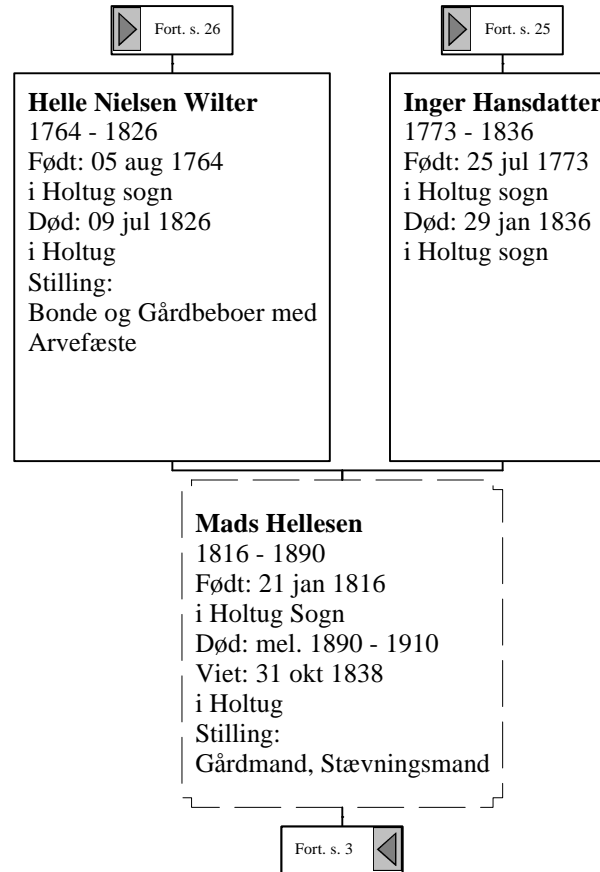 Fort. s. 26
Fort. s. 25
Helle Nielsen Wilter
1764 - 1826
Født: 05 aug 1764
i Holtug sogn
Død: 09 jul 1826
i Holtug
Stilling:
Bonde og Gårdbeboer med
Arvefæste
Inger Hansdatter
1773 - 1836
Født: 25 jul 1773
i Holtug sogn
Død: 29 jan 1836
i Holtug sogn
Mads Hellesen
1816 - 1890
Født: 21 jan 1816
i Holtug Sogn
Død: mel. 1890 - 1910
Viet: 31 okt 1838
i Holtug
Stilling:
Gårdmand, Stævningsmand
Fort. s. 3